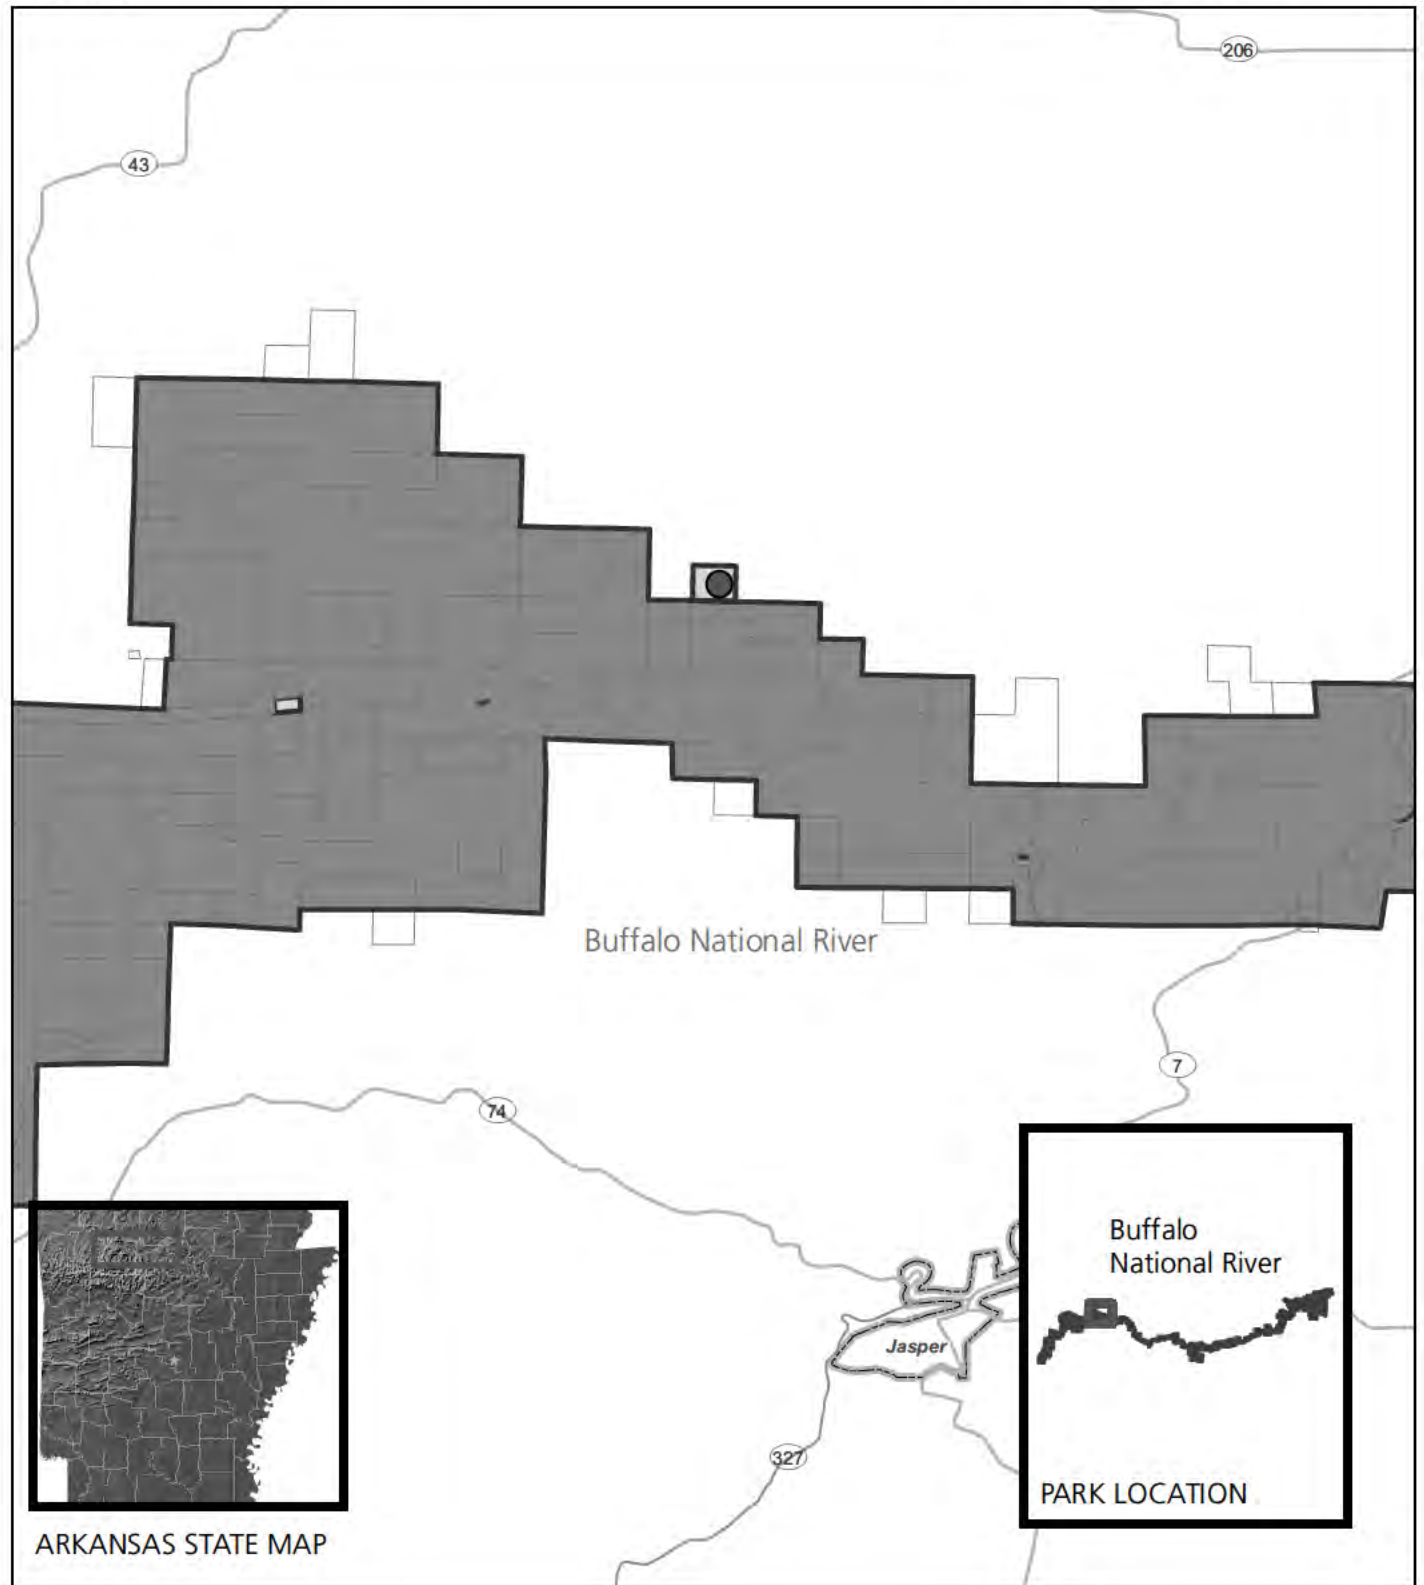 206
43
Buffalo National River
7
74
Buffalo
National River
Jasper
327
PARK LOCATION
ARKANSAS STATE MAP